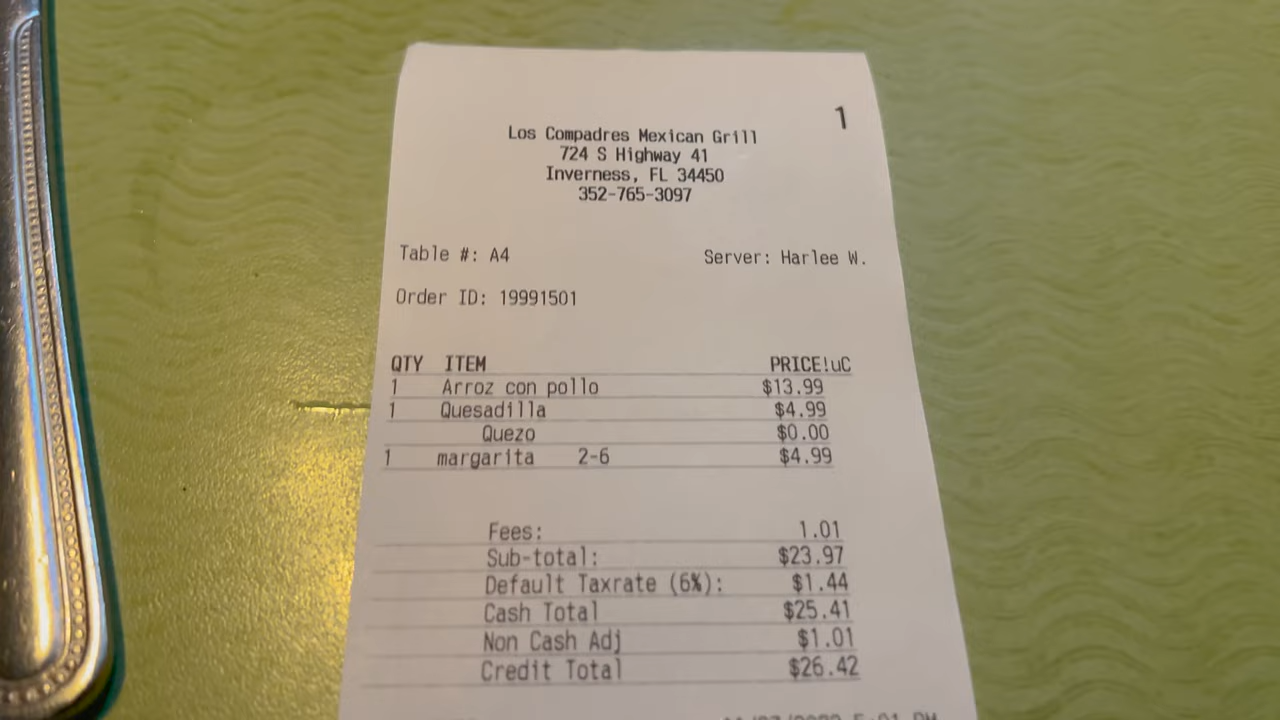 1
Los Compadres Mexican Grill
724 S Highway 41
Inverness, FL 34450
352-765-3097
Table #: A4 Server: Harlee W.
Order ID: 19991501
QTY ITEM PRICE!uC
1 Arroz con pollo $13.99
1 Quesadilla $4.99
Quezo $0.00
1 margarita 2-6 $4.99
Fees: 1.01
Sub-total: $23.97
Default Taxrate (6%): $1.44
Cash Total $25.41
Non Cash Adj $1.01
Credit Total $26.42